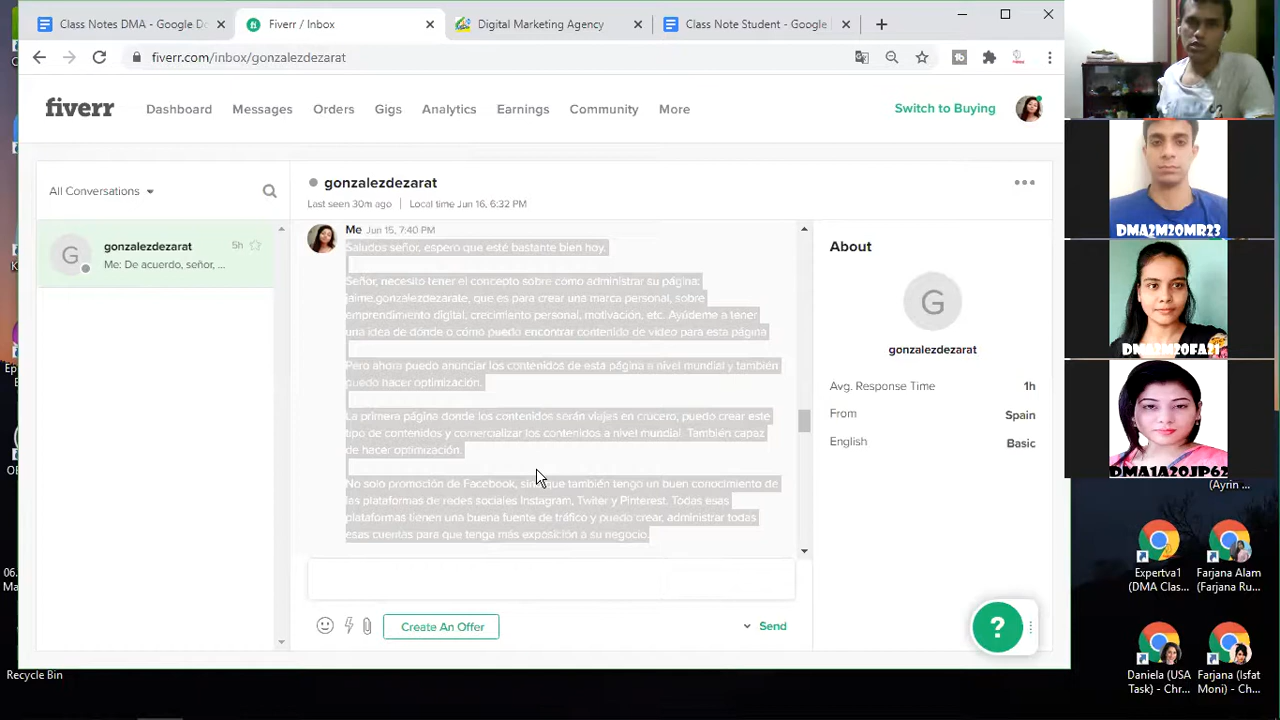 Class Notes DMA - Google Do
Fiverr / Inbox
Digital Marketing Agency
Class Note Student - Google
fiverr.com/inbox/gonzalezdezarat
fiverr
Dashboard
Messages
Orders
Gigs
Analytics
Earnings
Community
More
Switch to Buying
All Conversations
gonzalezdezarat
5h
Me: De acuerdo, señor, ...
gonzalezdezarat
Last seen 30m ago | Local time Jun 16, 6:32 PM
Me Jun 15, 7:40 PM
Saludos señor, espero que esté bastante bien hoy.
Señor, necesito tener el concepto sobre cómo administrar su página:
jaime.gonzalezdezarate, que es para crear una marca personal, sobre
emprendimiento digital, crecimiento personal, motivación, etc. Ayúdeme a tener
una idea de dónde o cómo puedo encontrar contenido de video para esta página
Pero ahora puedo anunciar los contenidos de esta página a nivel mundial y también
puedo hacer optimización.
La primera página donde los contenidos serán viajes en crucero, puedo crear este
tipo de contenidos y comercializar los contenidos a nivel mundial. También capaz
de hacer optimización.
No solo promoción de Facebook, sino que también tengo un buen conocimiento de
las plataformas de redes sociales Instagram, Twiter y Pinterest. Todas esas
plataformas tienen una buena fuente de tráfico y puedo crear, administrar todas
esas cuentas para que tenga más exposición a su negocio.
Create An Offer
Send
About
G
gonzalezdezarat
Avg. Response Time 1h
From Spain
English Basic
?
DMA2M20MR23
DMA2M20FA21
DMA1A20JP62
(Ayrin ...
Expertva1
(DMA Clas...
Farjana Alam
(Farjana Ru...
Daniela (USA
Task) - Chr...
Farjana (Isfat
Moni) - Ch...
Recycle Bin